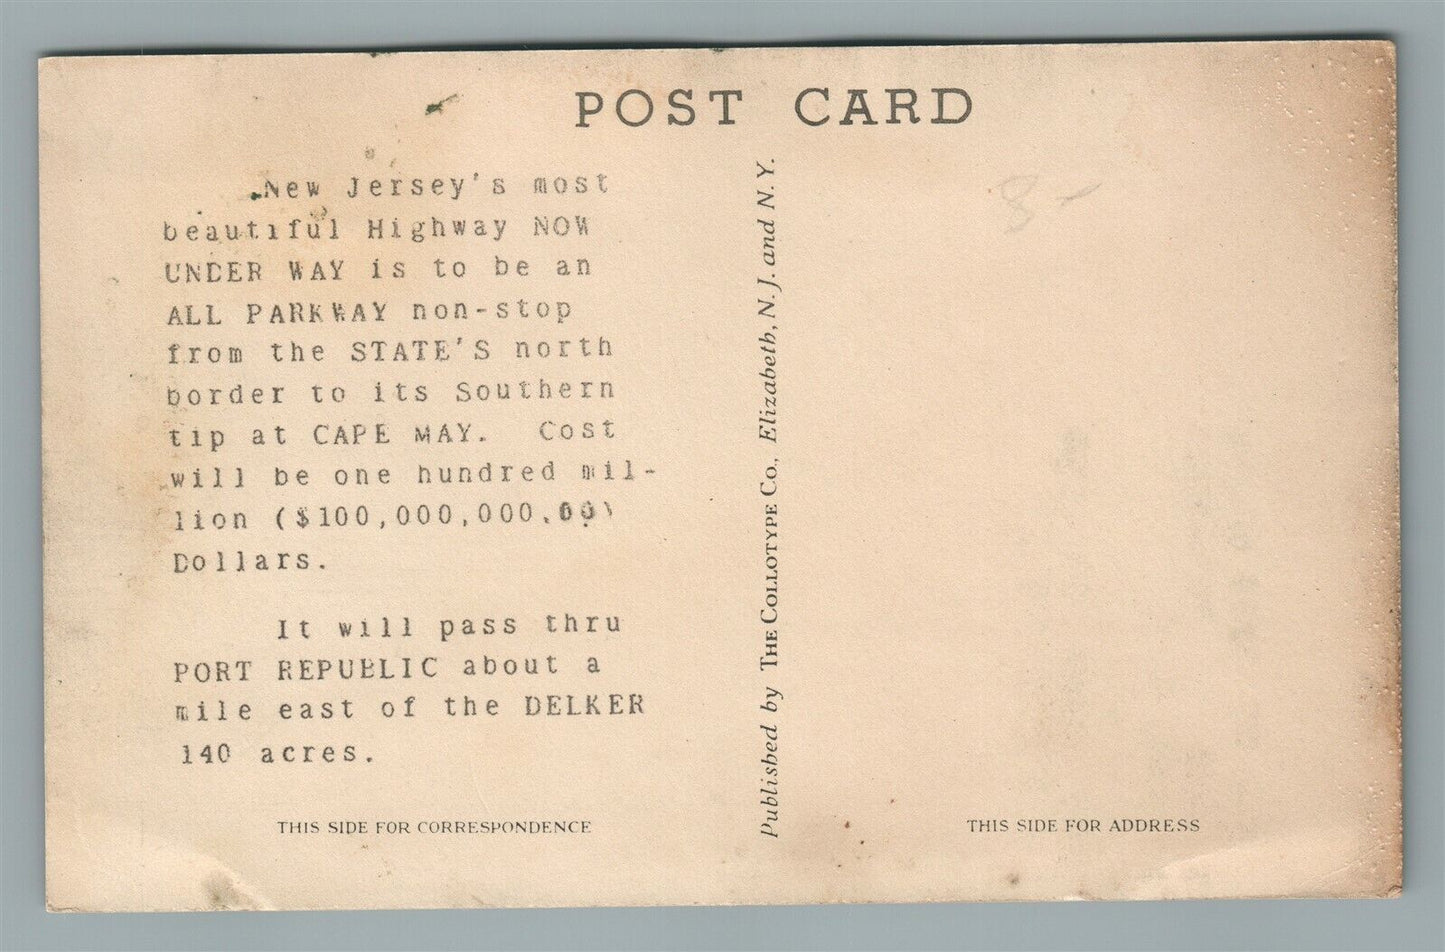 POST CARD
New Jersey's most
beautiful Highway NOW
UNDER WAY is to be an
ALL PARKWAY non-stop
from the STATE'S north
border to its Southern
tip at CAPE MAY. Cost
will be one hundred mil-
lion ($100,000,000.00)
Dollars.
It will pass thru
PORT REPUBLIC about a
mile east of the DELKER
140 acres.
THIS SIDE FOR CORRESPONDENCE
Published by THE COLLOTYPE CO., Elizabeth, N. J. and N. Y.
8-
THIS SIDE FOR ADDRESS